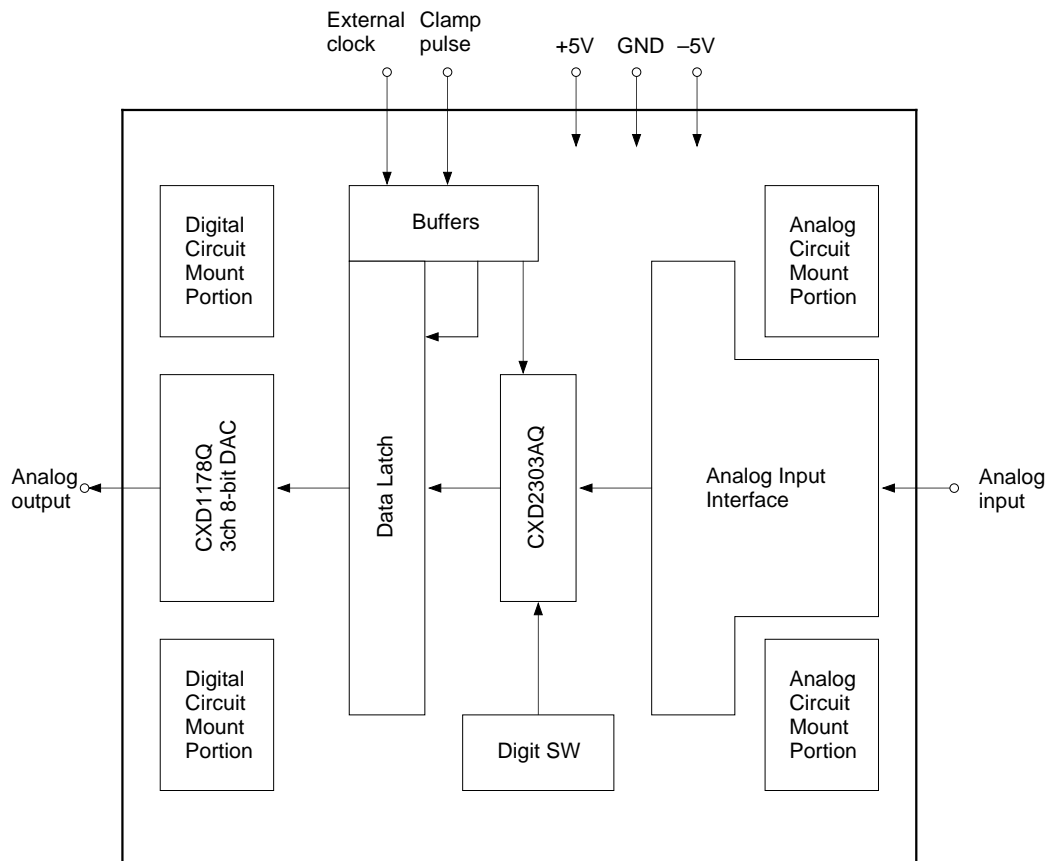 External
clock
Clamp
pulse
+5V
GND
–5V
Digital
Circuit
Mount
Portion
Buffers
Analog
Circuit
Mount
Portion
Analog
output
CXD1178Q
3ch 8-bit DAC
Data Latch
CXD2303AQ
Analog Input
Interface
Analog
input
Digital
Circuit
Mount
Portion
Digit SW
Analog
Circuit
Mount
Portion